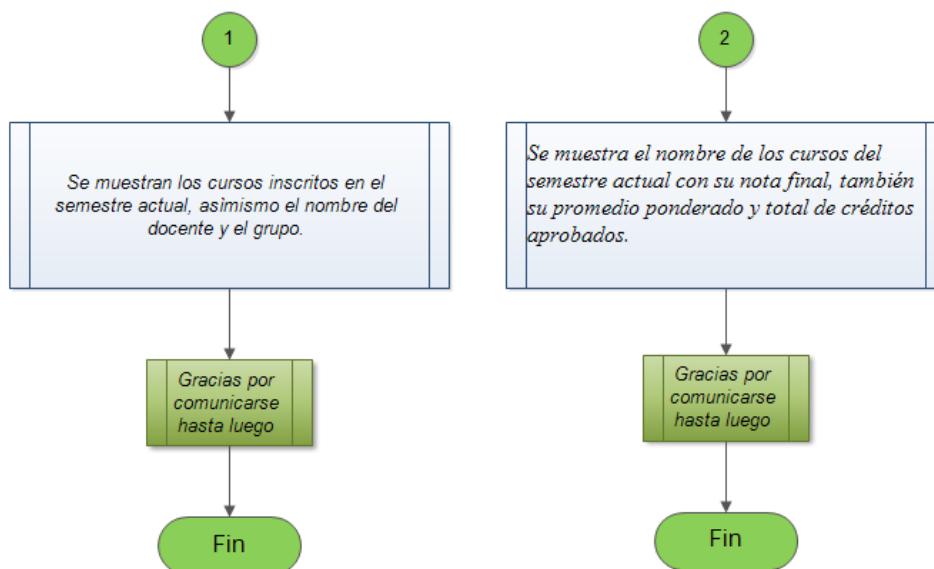 1
Se muestran los cursos inscritos en el
semestre actual, asimismo el nombre del
docente y el grupo.
Gracias por
comunicarse
hasta luego
Fin
2
Se muestra el nombre de los cursos del
semestre actual con su nota final, también
su promedio ponderado y total de créditos
aprobados.
Gracias por
comunicarse
hasta luego
Fin